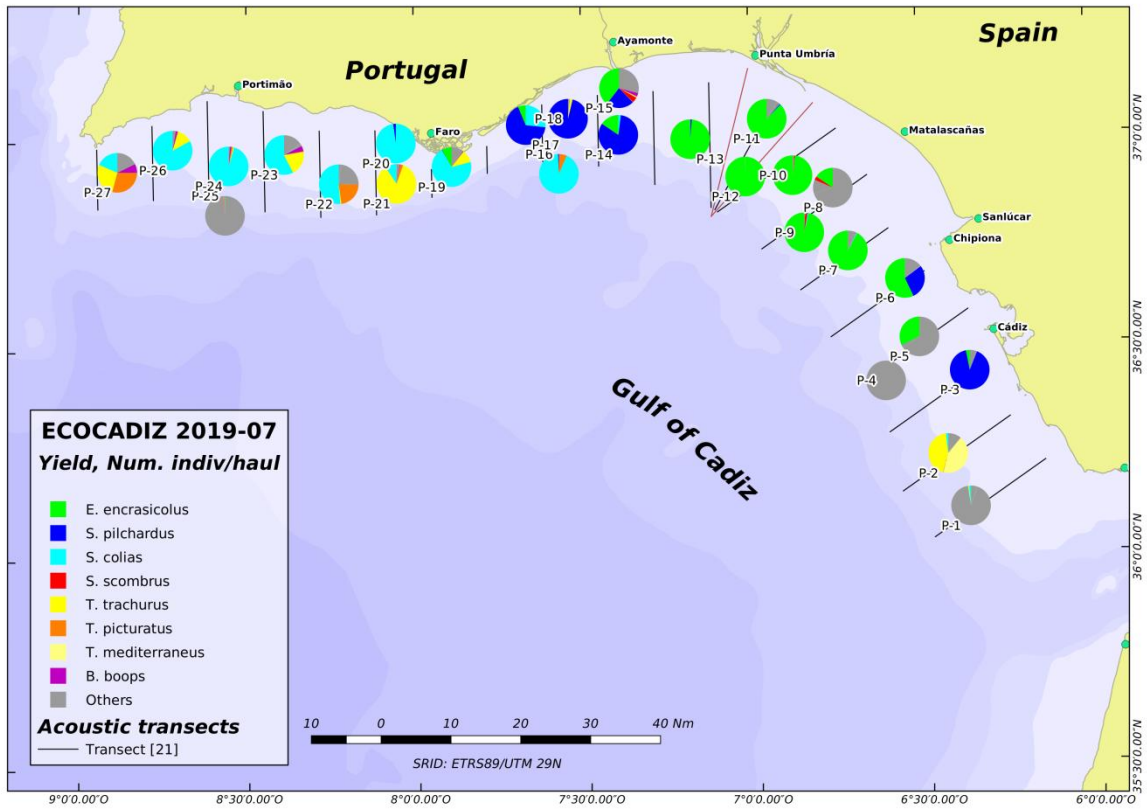 Spain
Ayamonte
Punta Umbría
Portugal
Portimão
Faro
Matalascañas
Sanlúcar
Chipiona
Cádiz
P-15
P-18
P-17
P-16
P-14
P-11
P-13
P-12
P-10
P-8
P-9
P-7
P-6
P-5
P-4
P-3
P-2
P-1
P-20
P-19
P-21
P-22
P-23
P-24
P-25
P-26
P-27
Gulf of Cadiz
ECOCADIZ 2019-07
Yield, Num. indiv/haul
E. encrasicolus
S. pilchardus
S. colias
S. scombrus
T. trachurus
T. picturatus
T. mediterraneus
B. boops
Others
Acoustic transects
Transect [21]
10 0 10 20 30 40 Nm
SRID: ETRS89/UTM 29N
9°0'0.00"O 8°30'0.00"O 8°0'0.00"O 7°30'0.00"O 7°0'0.00"O 6°30'0.00"O 6°0'0.00"O
37°0'0.00"N
36°30'0.00"N
36°0'0.00"N
35°30'0.00"N